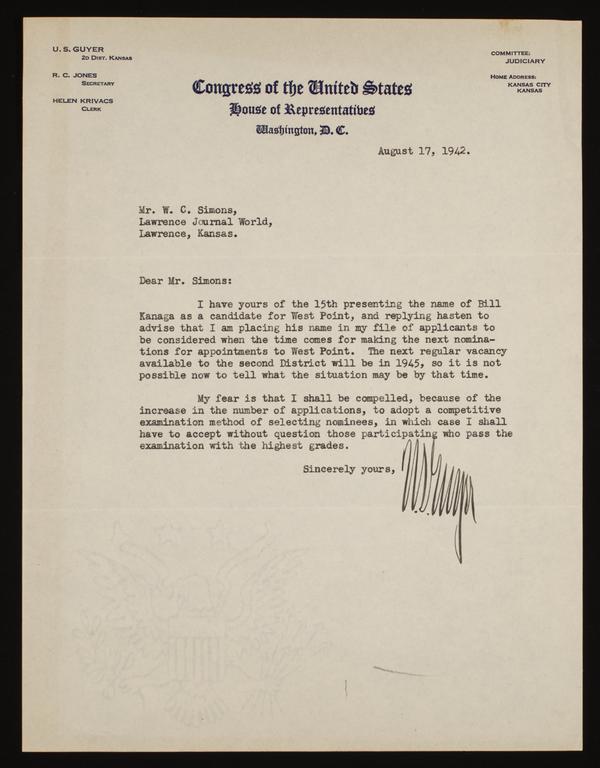 U. S. GUYER
2D DIST. KANSAS
R. C. JONES
SECRETARY
HELEN KRIVACS
CLERK
COMMITTEE:
JUDICIARY
HOME ADDRESS:
KANSAS CITY
KANSAS
Congress of the United States
House of Representatives
Washington, D. C.
August 17, 1942.
Mr. W. C. Simons,
Lawrence Journal World,
Lawrence, Kansas.
Dear Mr. Simons:
I have yours of the 15th presenting the name of Bill
Kanaga as a candidate for West Point, and replying hasten to
advise that I am placing his name in my file of applicants to
be considered when the time comes for making the next nomina-
tions for appointments to West Point. The next regular vacancy
available to the second District will be in 1945, so it is not
possible now to tell what the situation may be by that time.
My fear is that I shall be compelled, because of the
increase in the number of applications, to adopt a competitive
examination method of selecting nominees, in which case I shall
have to accept without question those participating who pass the
examination with the highest grades.
Sincerely yours,
U.S. Guyer